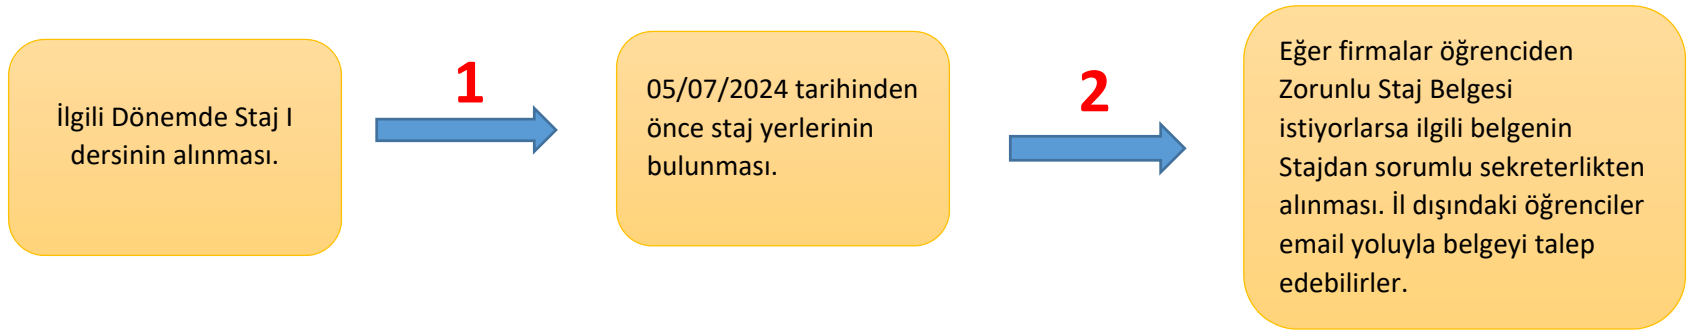 İlgili Dönemde Staj I
dersinin alınması.
1
05/07/2024 tarihinden
önce staj yerlerinin
bulunması.
2
Eğer firmalar öğrenciden
Zorunlu Staj Belgesi
istiyorlarsa ilgili belgenin
Stajdan sorumlu sekreterlikten
alınması. İl dışındaki öğrenciler
email yoluyla belgeyi talep
edebilirler.